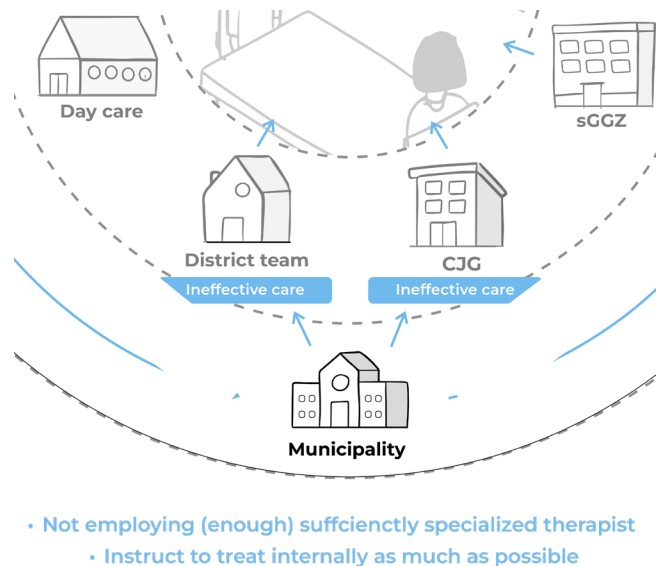 Day care
sGGZ
District team
CJG
Ineffective care
Ineffective care
Municipality
• Not employing (enough) suffcienctly specialized therapist
• Instruct to treat internally as much as possible